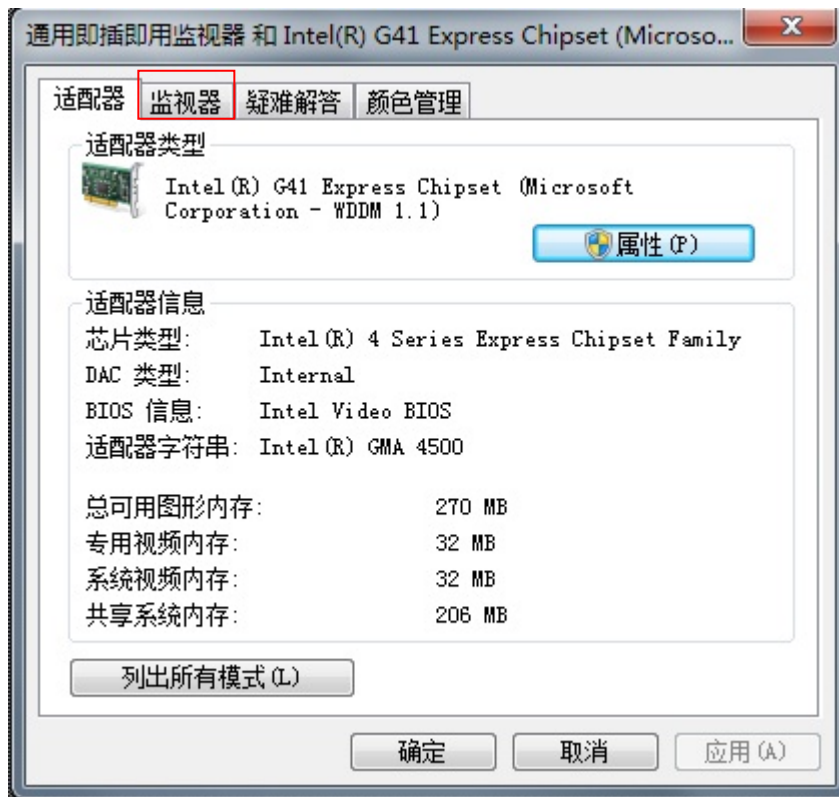 通用即插即用监视器 和 Intel(R) G41 Express Chipset (Microso...
适配器 监视器 疑难解答 颜色管理
适配器类型
Intel(R) G41 Express Chipset (Microsoft
Corporation - WDDM 1.1)
属性(P)
适配器信息
芯片类型: Intel(R) 4 Series Express Chipset Family
DAC 类型: Internal
BIOS 信息: Intel Video BIOS
适配器字符串: Intel(R) GMA 4500
总可用图形内存: 270 MB
专用视频内存: 32 MB
系统视频内存: 32 MB
共享系统内存: 206 MB
列出所有模式(L)
确定 取消 应用(A)